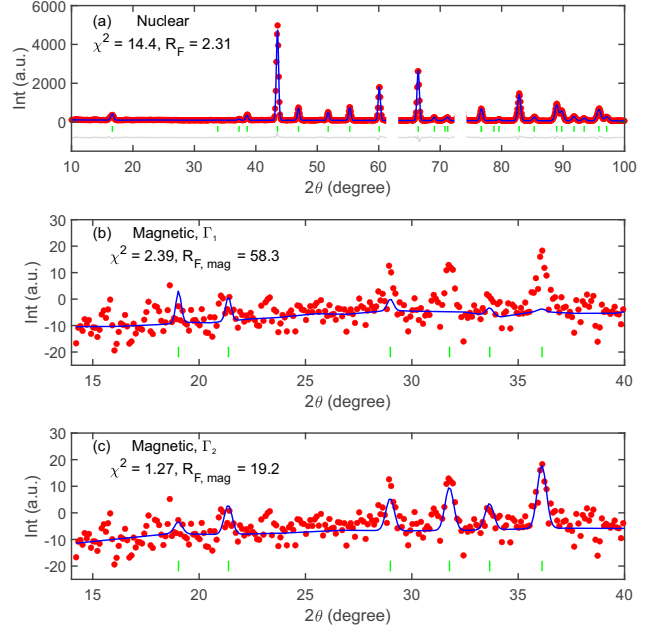 (a) Nuclear
χ² = 14.4, R_F = 2.31
Int (a.u.)
6000
4000
2000
0
10 20 30 40 50 60 70 80 90 100
2θ (degree)
(b) Magnetic, Γ₁
χ² = 2.39, R_F, mag = 58.3
Int (a.u.)
30
20
10
0
-10
-20
15 20 25 30 35 40
2θ (degree)
(c) Magnetic, Γ₂
χ² = 1.27, R_F, mag = 19.2
Int (a.u.)
30
20
10
0
-10
-20
15 20 25 30 35 40
2θ (degree)